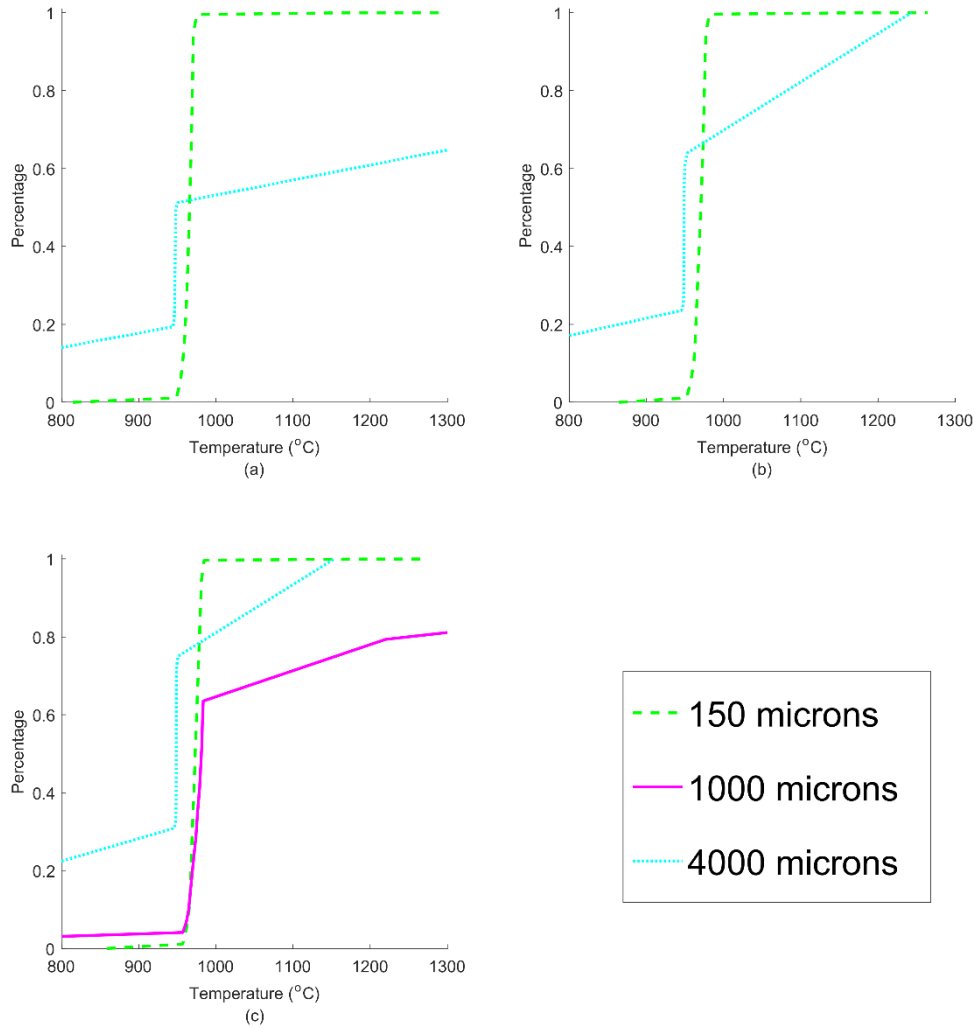 1
0.8
0.6
0.4
0.2
0
Percentage
800 900 1000 1100 1200 1300
Temperature (°C)
(a)
1
0.8
0.6
0.4
0.2
0
Percentage
800 900 1000 1100 1200 1300
Temperature (°C)
(b)
1
0.8
0.6
0.4
0.2
0
Percentage
800 900 1000 1100 1200 1300
Temperature (°C)
(c)
150 microns
1000 microns
4000 microns